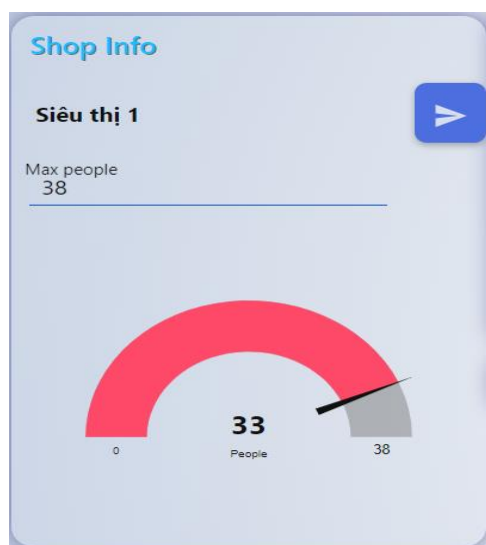 Shop Info
Siêu thị 1
Max people
38
33
0
People
38